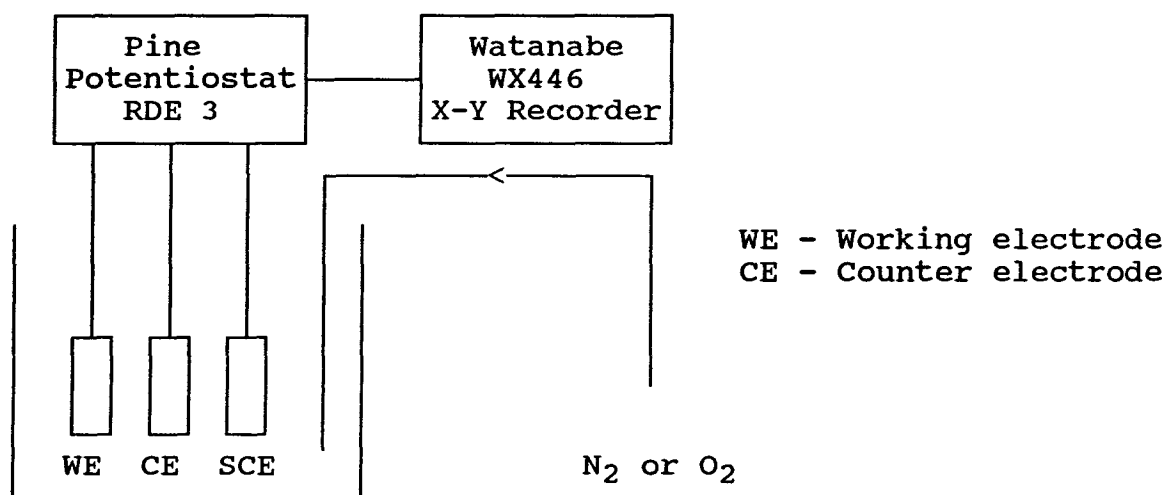 Pine
Potentiostat
RDE 3
Watanabe
WX446
X-Y Recorder
WE - Working electrode
CE - Counter electrode
WE CE SCE
N₂ or O₂